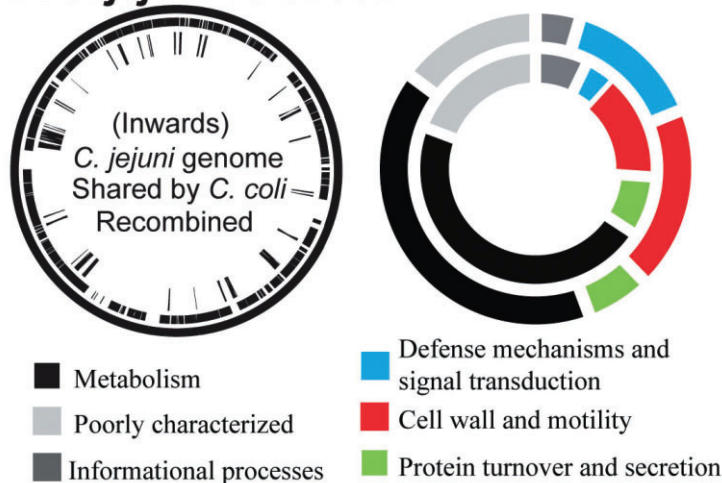 (Inwards)
C. jejuni genome
Shared by C. coli
Recombined
Metabolism
Poorly characterized
Informational processes
Defense mechanisms and
signal transduction
Cell wall and motility
Protein turnover and secretion